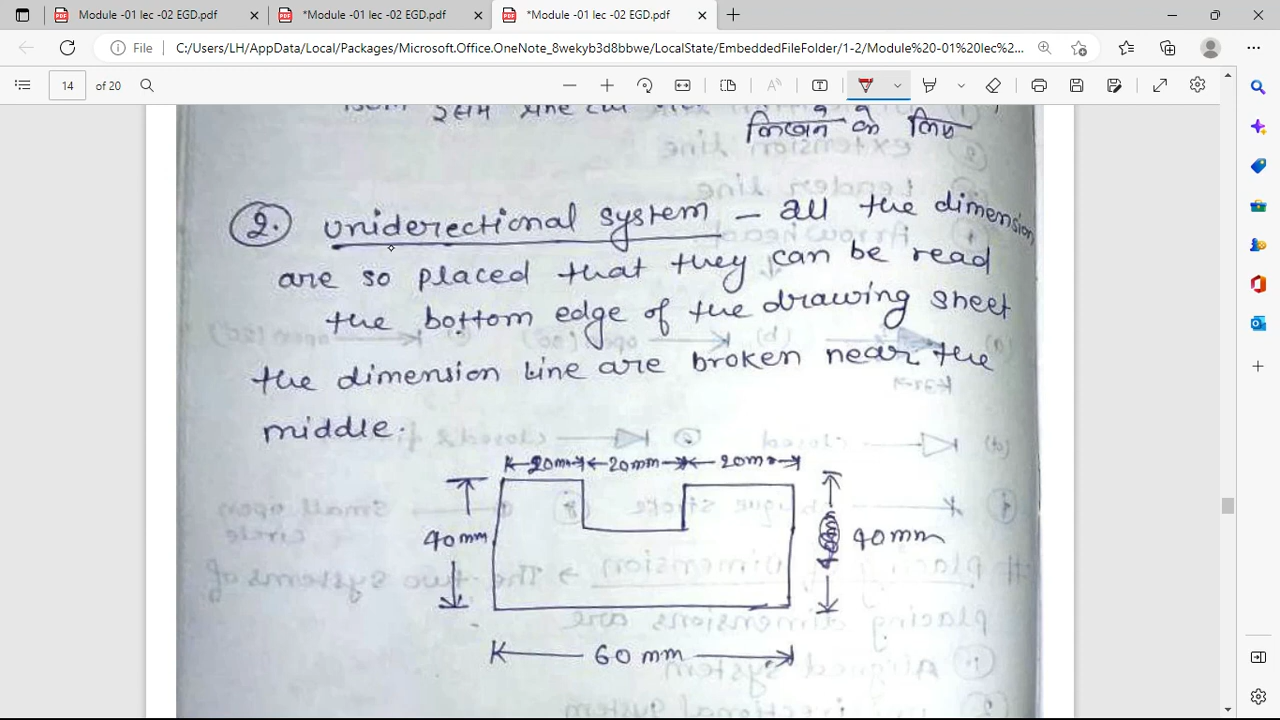 Module -01 lec -02 EGD.pdf
*Module -01 lec -02 EGD.pdf
*Module -01 lec -02 EGD.pdf
File
C:/Users/LH/AppData/Local/Packages/Microsoft.Office.OneNote_8wekyb3d8bbwe/LocalState/EmbeddedFileFolder/1-2/Module%20-01%20lec%2...
14 of 20
लिखने के लिए
2. uniderectional system - all the dimension
are so placed that they can be read
the bottom edge of the drawing sheet
the dimension line are broken near the
middle.
20mm 20mm 20mm
40mm 40mm
60 mm